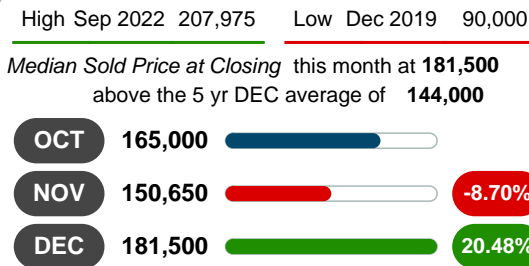 High Sep 2022 207,975 Low Dec 2019 90,000
Median Sold Price at Closing this month at 181,500
above the 5 yr DEC average of 144,000
OCT 165,000
NOV 150,650 -8.70%
DEC 181,500 20.48%